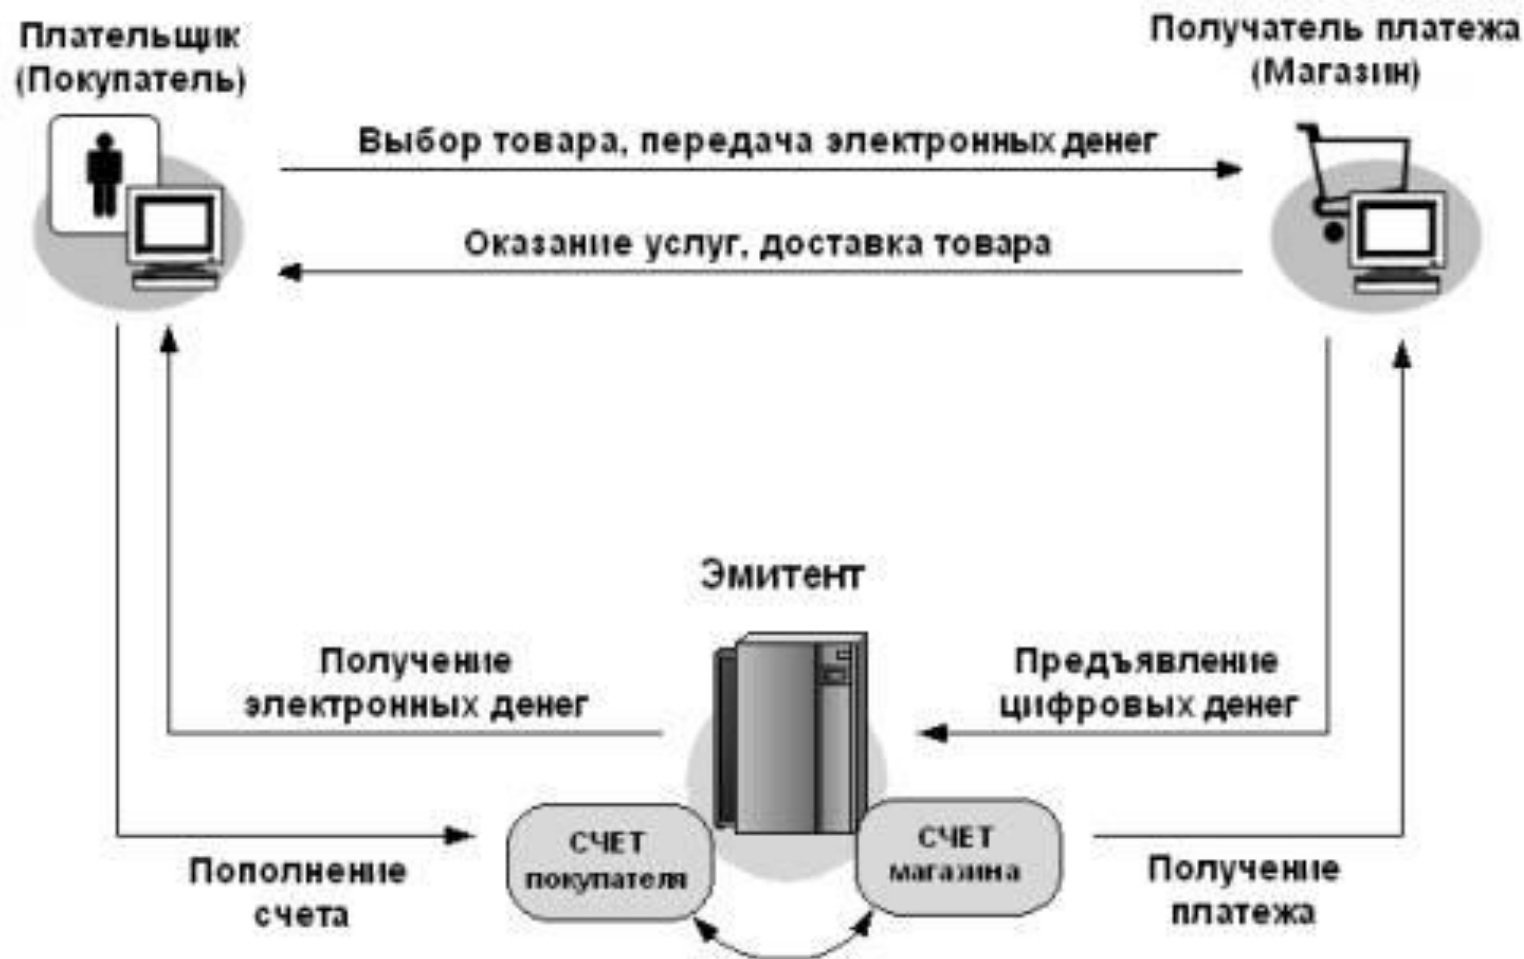 Плательщик
(Покупатель)
Получатель платежа
(Магазин)
Выбор товара, передача электронных денег
Оказание услуг, доставка товара
Эмитент
Получение
электронных денег
Предъявление
цифровых денег
СЧЕТ
покупателя
СЧЕТ
магазина
Пополнение
счета
Получение
платежа